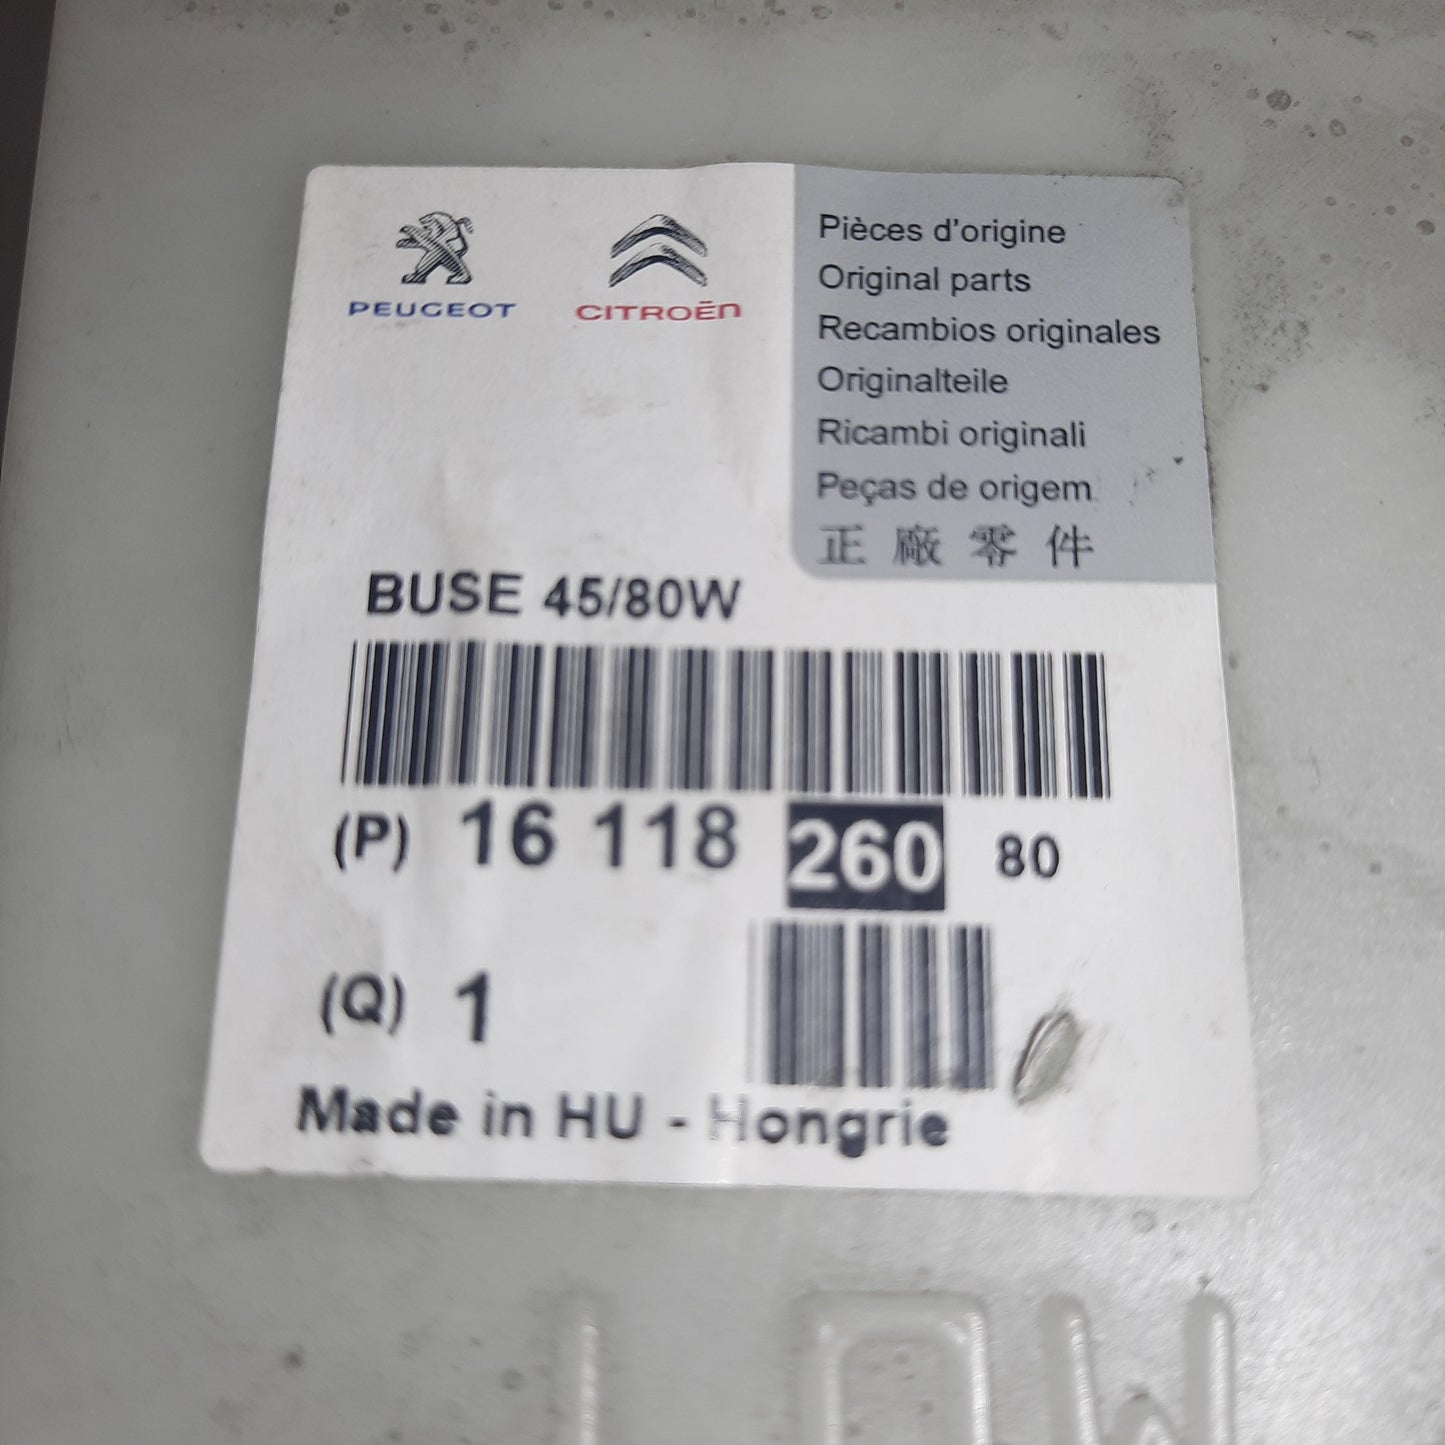 PEUGEOT CITROËN
Pièces d'origine
Original parts
Recambios originales
Originalteile
Ricambi originali
Peças de origem
正廠零件
BUSE 45/80W
(P) 16 118 260 80
(Q) 1
Made in HU - Hongrie